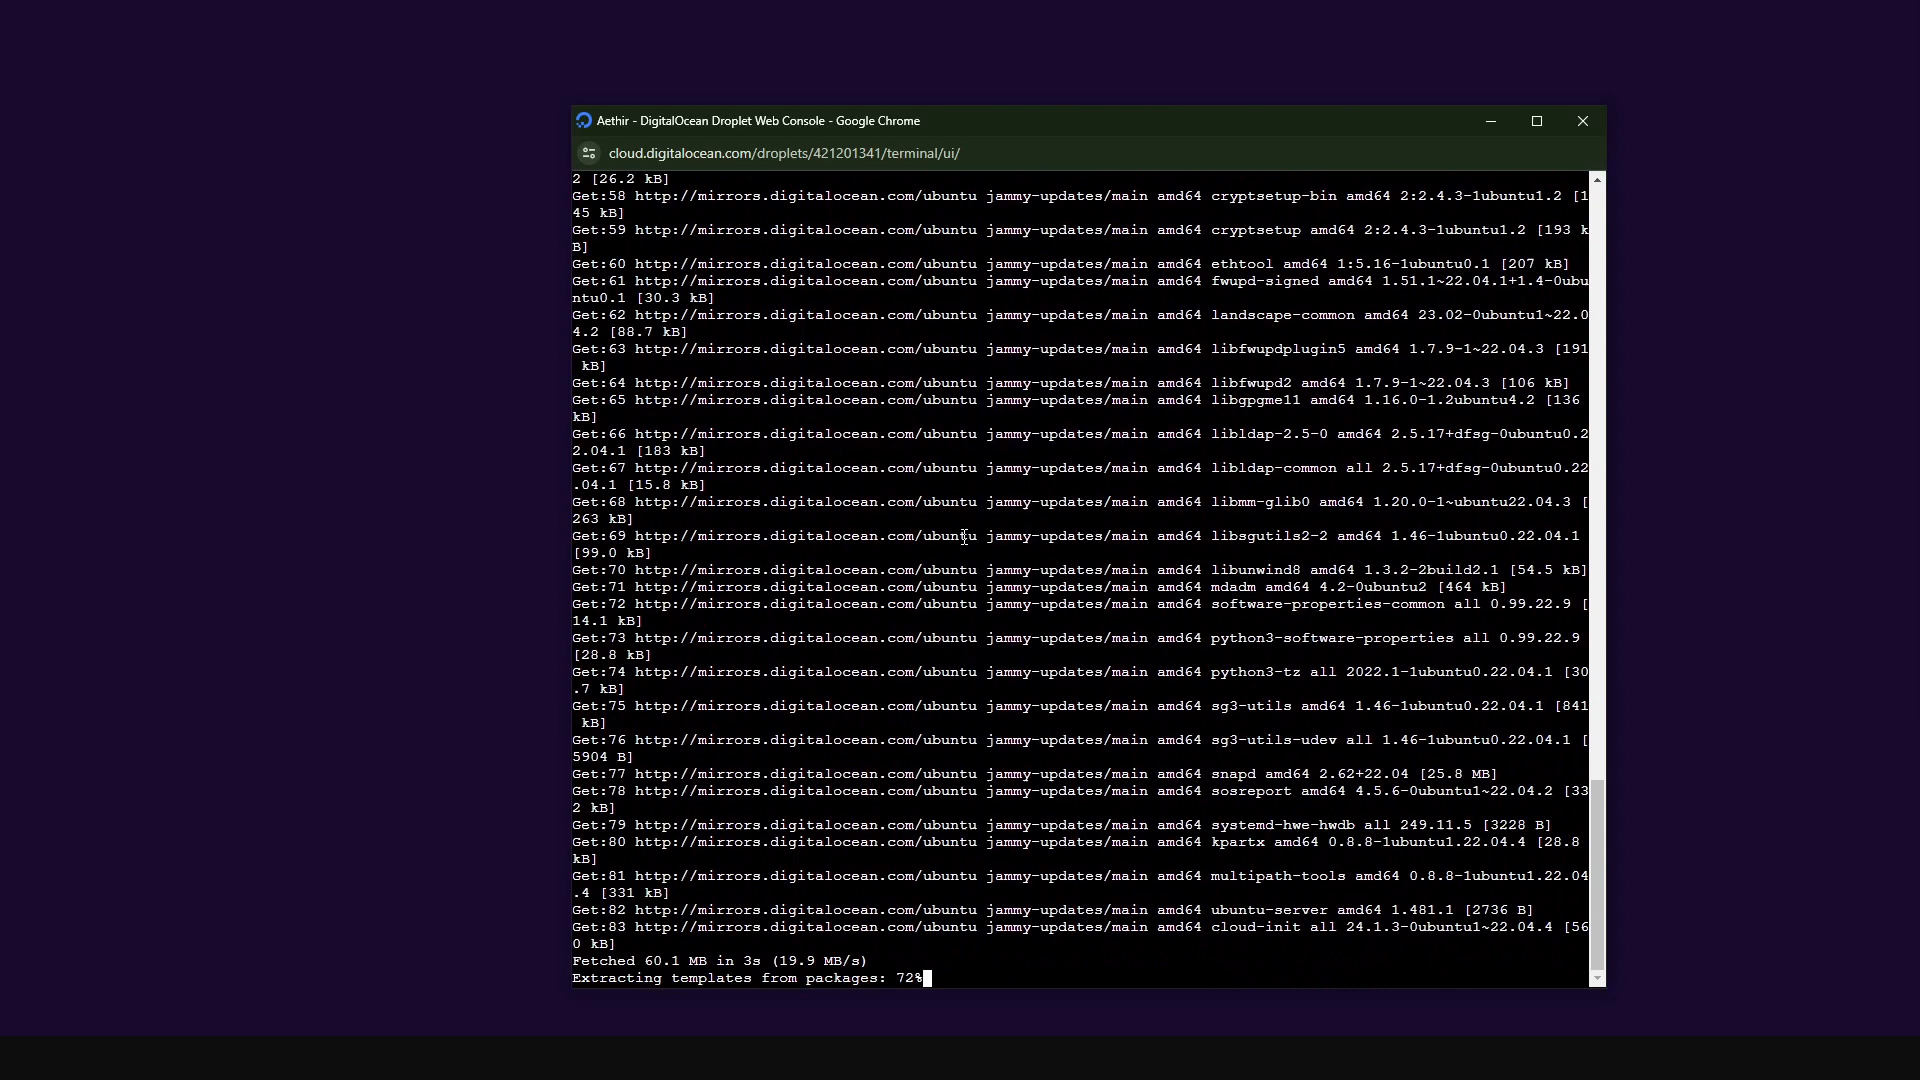 Aethir - DigitalOcean Droplet Web Console - Google Chrome
cloud.digitalocean.com/droplets/421201341/terminal/ui/
2 [26.2 kB]
Get:58 http://mirrors.digitalocean.com/ubuntu jammy-updates/main amd64 cryptsetup-bin amd64 2:2.4.3-1ubuntu1.2 [1
45 kB]
Get:59 http://mirrors.digitalocean.com/ubuntu jammy-updates/main amd64 cryptsetup amd64 2:2.4.3-1ubuntu1.2 [193 k
B]
Get:60 http://mirrors.digitalocean.com/ubuntu jammy-updates/main amd64 ethtool amd64 1:5.16-1ubuntu0.1 [207 kB]
Get:61 http://mirrors.digitalocean.com/ubuntu jammy-updates/main amd64 fwupd-signed amd64 1.51.1~22.04.1+1.4-0ubu
ntu0.1 [30.3 kB]
Get:62 http://mirrors.digitalocean.com/ubuntu jammy-updates/main amd64 landscape-common amd64 23.02-0ubuntu1~22.0
4.2 [88.7 kB]
Get:63 http://mirrors.digitalocean.com/ubuntu jammy-updates/main amd64 libfwupdplugin5 amd64 1.7.9-1~22.04.3 [191
kB]
Get:64 http://mirrors.digitalocean.com/ubuntu jammy-updates/main amd64 libfwupd2 amd64 1.7.9-1~22.04.3 [106 kB]
Get:65 http://mirrors.digitalocean.com/ubuntu jammy-updates/main amd64 libgpgme11 amd64 1.16.0-1.2ubuntu4.2 [136
kB]
Get:66 http://mirrors.digitalocean.com/ubuntu jammy-updates/main amd64 libldap-2.5-0 amd64 2.5.17+dfsg-0ubuntu0.2
2.04.1 [183 kB]
Get:67 http://mirrors.digitalocean.com/ubuntu jammy-updates/main amd64 libldap-common all 2.5.17+dfsg-0ubuntu0.22
.04.1 [15.8 kB]
Get:68 http://mirrors.digitalocean.com/ubuntu jammy-updates/main amd64 libmm-glib0 amd64 1.20.0-1~ubuntu22.04.3 [
263 kB]
Get:69 http://mirrors.digitalocean.com/ubuntu jammy-updates/main amd64 libsgutils2-2 amd64 1.46-1ubuntu0.22.04.1
[99.0 kB]
Get:70 http://mirrors.digitalocean.com/ubuntu jammy-updates/main amd64 libunwind8 amd64 1.3.2-2build2.1 [54.5 kB]
Get:71 http://mirrors.digitalocean.com/ubuntu jammy-updates/main amd64 mdadm amd64 4.2-0ubuntu2 [464 kB]
Get:72 http://mirrors.digitalocean.com/ubuntu jammy-updates/main amd64 software-properties-common all 0.99.22.9 [
14.1 kB]
Get:73 http://mirrors.digitalocean.com/ubuntu jammy-updates/main amd64 python3-software-properties all 0.99.22.9
[28.8 kB]
Get:74 http://mirrors.digitalocean.com/ubuntu jammy-updates/main amd64 python3-tz all 2022.1-1ubuntu0.22.04.1 [30
.7 kB]
Get:75 http://mirrors.digitalocean.com/ubuntu jammy-updates/main amd64 sg3-utils amd64 1.46-1ubuntu0.22.04.1 [841
kB]
Get:76 http://mirrors.digitalocean.com/ubuntu jammy-updates/main amd64 sg3-utils-udev all 1.46-1ubuntu0.22.04.1 [
5904 B]
Get:77 http://mirrors.digitalocean.com/ubuntu jammy-updates/main amd64 snapd amd64 2.62+22.04 [25.8 MB]
Get:78 http://mirrors.digitalocean.com/ubuntu jammy-updates/main amd64 sosreport amd64 4.5.6-0ubuntu1~22.04.2 [33
2 kB]
Get:79 http://mirrors.digitalocean.com/ubuntu jammy-updates/main amd64 systemd-hwe-hwdb all 249.11.5 [3228 B]
Get:80 http://mirrors.digitalocean.com/ubuntu jammy-updates/main amd64 kpartx amd64 0.8.8-1ubuntu1.22.04.4 [28.8
kB]
Get:81 http://mirrors.digitalocean.com/ubuntu jammy-updates/main amd64 multipath-tools amd64 0.8.8-1ubuntu1.22.04
.4 [331 kB]
Get:82 http://mirrors.digitalocean.com/ubuntu jammy-updates/main amd64 ubuntu-server amd64 1.481.1 [2736 B]
Get:83 http://mirrors.digitalocean.com/ubuntu jammy-updates/main amd64 cloud-init all 24.1.3-0ubuntu1~22.04.4 [56
0 kB]
Fetched 60.1 MB in 3s (19.9 MB/s)
Extracting templates from packages: 72%